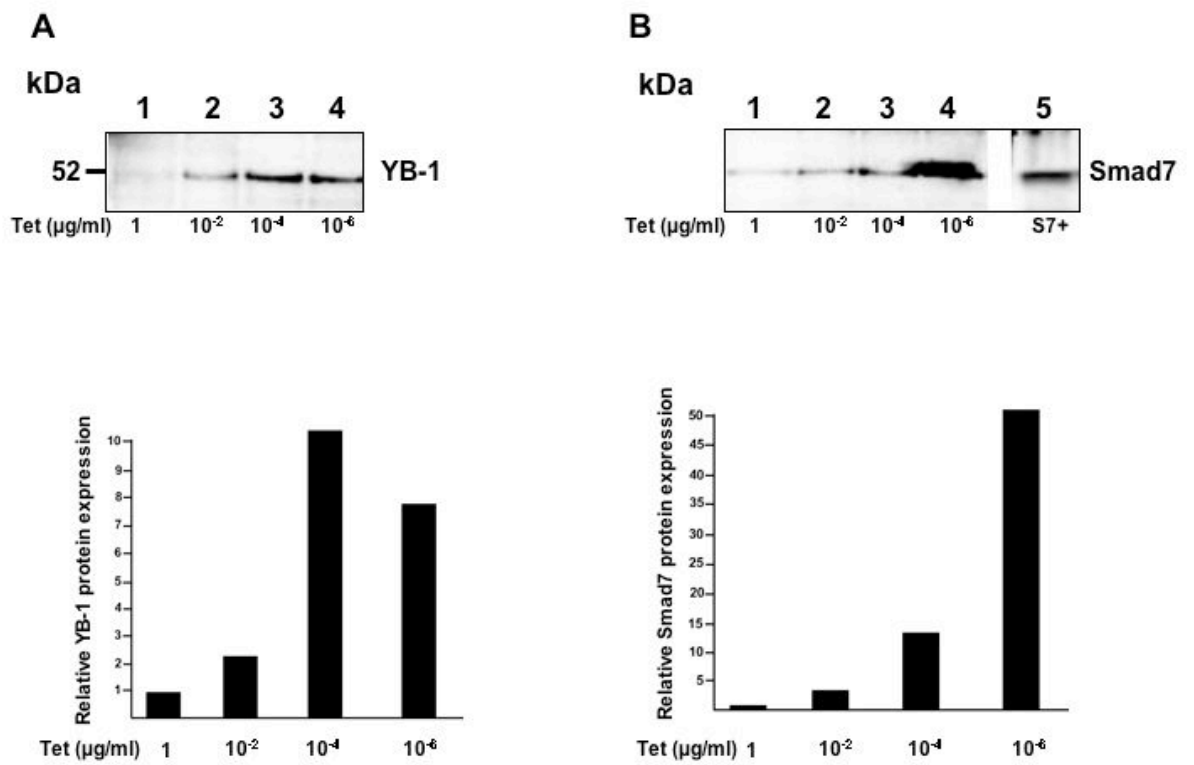 A
kDa
1 2 3 4
52 YB-1
Tet (µg/ml) 1 10⁻² 10⁻⁴ 10⁻⁶
B
kDa
1 2 3 4 5
Smad7
Tet (µg/ml) 1 10⁻² 10⁻⁴ 10⁻⁶ S7+
Relative YB-1 protein expression
10
9
8
7
6
5
4
3
2
1
Tet (µg/ml) 1 10⁻² 10⁻⁴ 10⁻⁶
Relative Smad7 protein expression
50
45
40
35
30
25
20
15
10
5
Tet (µg/ml) 1 10⁻² 10⁻⁴ 10⁻⁶